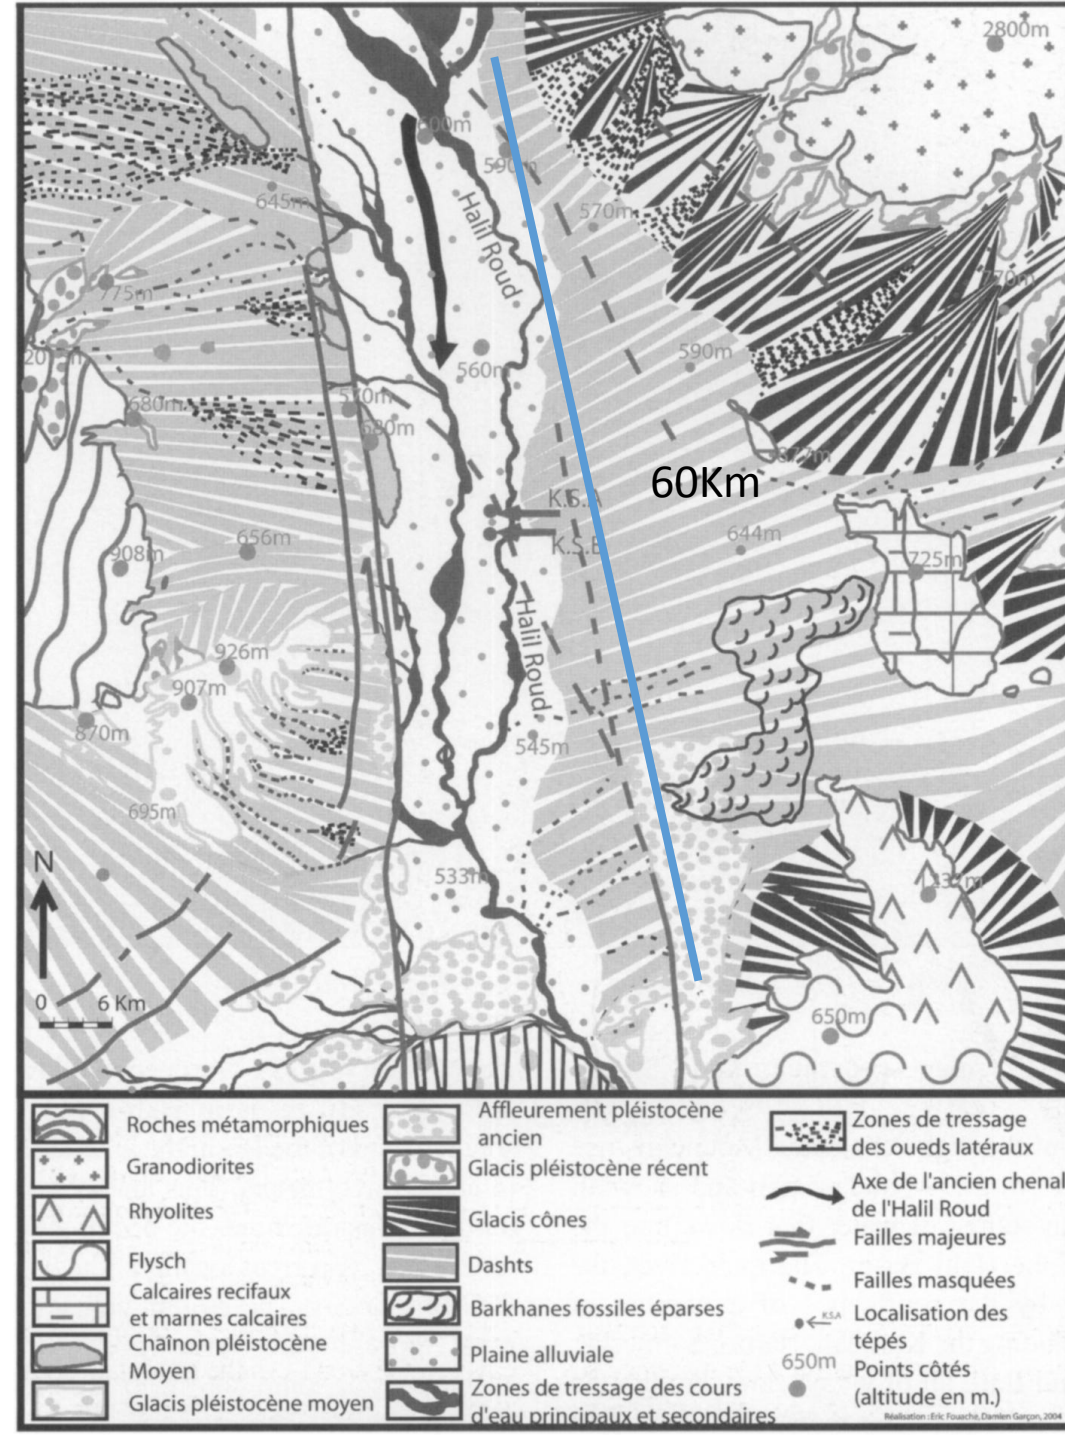 2800m
600m
590m
645m
570m
Halil Roud
775m
770m
560m
590m
680m
570m
580m
60Km
K.S.A
K.S.B
656m
644m
908m
725m
Halil Roud
926m
907m
870m
545m
695m
533m
N
0 6 Km
650m
Roches métamorphiques
Granodiorites
Rhyolites
Flysch
Calcaires recifaux
et marnes calcaires
Chaînon pléistocène
Moyen
Glacis pléistocène moyen
Affleurement pléistocène
ancien
Glacis pléistocène récent
Glacis cônes
Dashts
Barkhanes fossiles éparses
Plaine alluviale
Zones de tressage des cours
d'eau principaux et secondaires
Zones de tressage
des oueds latéraux
Axe de l'ancien chenal
de l'Halil Roud
Failles majeures
Failles masquées
K.S.A
Localisation des
tépés
650m
Points côtés
(altitude en m.)
Réalisation : Eric Fouache, Damien Garçon, 2004